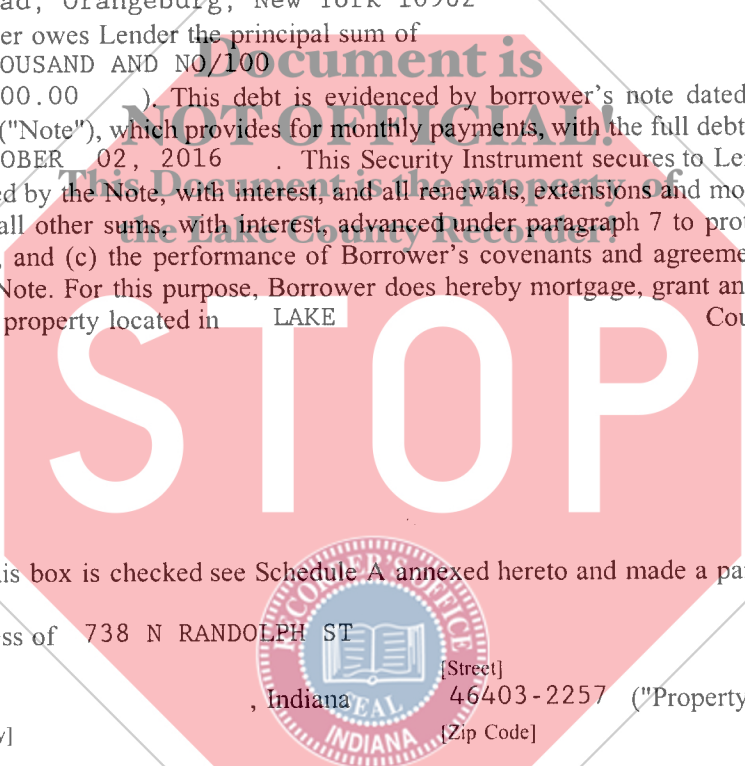 ad, Orangeburg, New York 10962
er owes Lender the principal sum of
OUSAND AND NO/100
Document is
00.00 ). This debt is evidenced by borrower's note dated
NOT OFFICIAL!
("Note"), which provides for monthly payments, with the full debt
OBER 02, 2016 . This Security Instrument secures to Le
This Document is the property of
ed by the Note, with interest, and all renewals, extensions and mo
all other sums, with interest, advanced under paragraph 7 to pro
the Lake County Recorder!
, and (c) the performance of Borrower's covenants and agreeme
Note. For this purpose, Borrower does hereby mortgage, grant an
property located in LAKE Cou
STOP
is box is checked see Schedule A annexed hereto and made a pa
RECORDER'S OFFICE
ss of 738 N RANDOLPH ST
[Street]
, Indiana 46403-2257 ("Property
SEAL
y] [Zip Code]
INDIANA